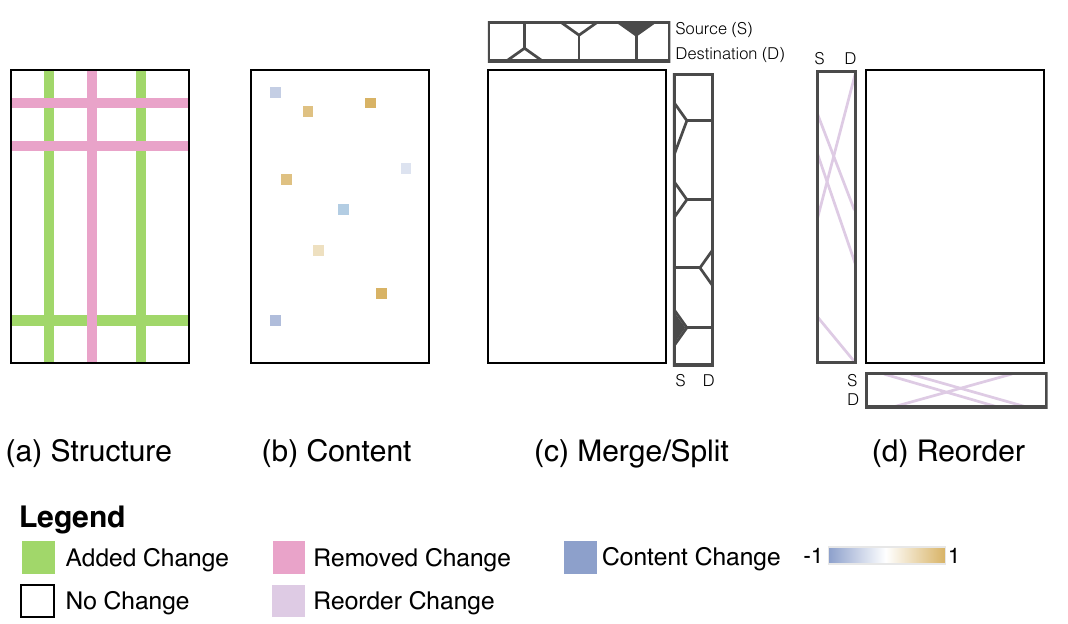 Source (S)
Destination (D)
S D
S D
S
D
(a) Structure
(b) Content
(c) Merge/Split
(d) Reorder
Legend
Added Change
Removed Change
Content Change
-1
1
No Change
Reorder Change